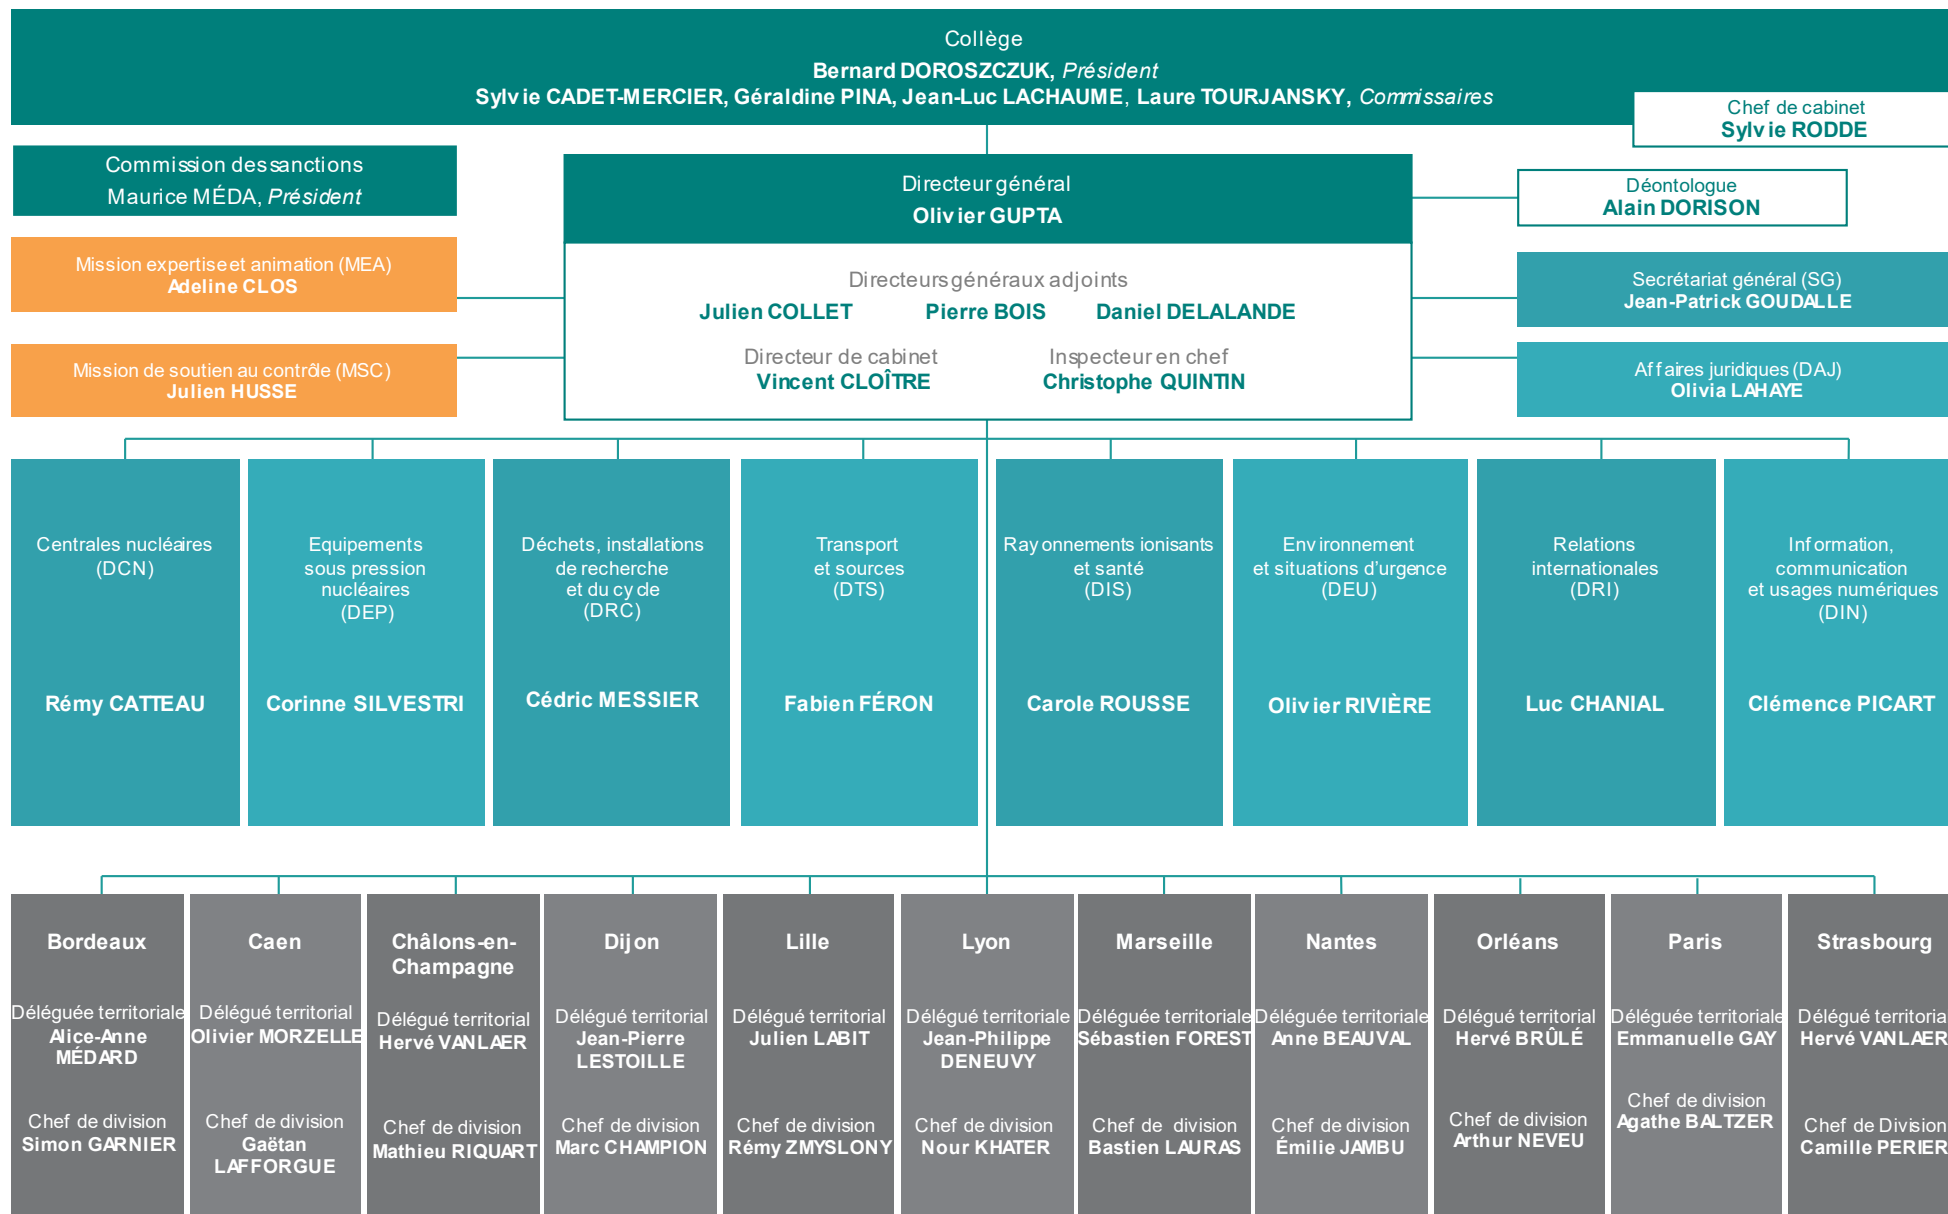 Collège
Bernard DOROSZCZUK, Président
Sylvie CADET-MERCIER, Géraldine PINA, Jean-Luc LACHAUME, Laure TOURJANSKY, Commissaires
Chef de cabinet
Sylvie RODDE
Commission des sanctions
Maurice MÉDA, Président
Directeur général
Olivier GUPTA
Déontologue
Alain DORISON
Mission expertise et animation (MEA)
Adeline CLOS
Directeurs généraux adjoints
Julien COLLET Pierre BOIS Daniel DELALANDE
Secrétariat général (SG)
Jean-Patrick GOUDALLE
Mission de soutien au contrôle (MSC)
Julien HUSSE
Directeur de cabinet
Vincent CLOÎTRE
Inspecteur en chef
Christophe QUINTIN
Affaires juridiques (DAJ)
Olivia LAHAYE
Centrales nucléaires
(DCN)
Rémy CATTEAU
Equipements
sous pression
nucléaires
(DEP)
Corinne SILVESTRI
Déchets, installations
de recherche
et du cycle
(DRC)
Cédric MESSIER
Transport
et sources
(DTS)
Fabien FÉRON
Rayonnements ionisants
et santé
(DIS)
Carole ROUSSE
Environnement
et situations d'urgence
(DEU)
Olivier RIVIÈRE
Relations
internationales
(DRI)
Luc CHANIAL
Information,
communication
et usages numériques
(DIN)
Clémence PICART
Bordeaux
Déléguée territoriale
Alice-Anne
MÉDARD
Chef de division
Simon GARNIER
Caen
Délégué territorial
Olivier MORZELLE
Chef de division
Gaëtan
LAFFORGUE
Châlons-en-
Champagne
Délégué territorial
Hervé VANLAER
Chef de division
Mathieu RIQUART
Dijon
Délégué territorial
Jean-Pierre
LESTOILLE
Chef de division
Marc CHAMPION
Lille
Délégué territorial
Julien LABIT
Chef de division
Rémy ZMYSLONY
Lyon
Délégué territoriale
Jean-Philippe
DENEUVY
Chef de division
Nour KHATER
Marseille
Déléguée territoriale
Sébastien FOREST
Chef de division
Bastien LAURAS
Nantes
Déléguée territoriale
Anne BEAUVAL
Chef de division
Émilie JAMBU
Orléans
Délégué territorial
Hervé BRÛLÉ
Chef de division
Arthur NEVEU
Paris
Déléguée territoriale
Emmanuelle GAY
Chef de division
Agathe BALTZER
Strasbourg
Délégué territorial
Hervé VANLAER
Chef de Division
Camille PERIER